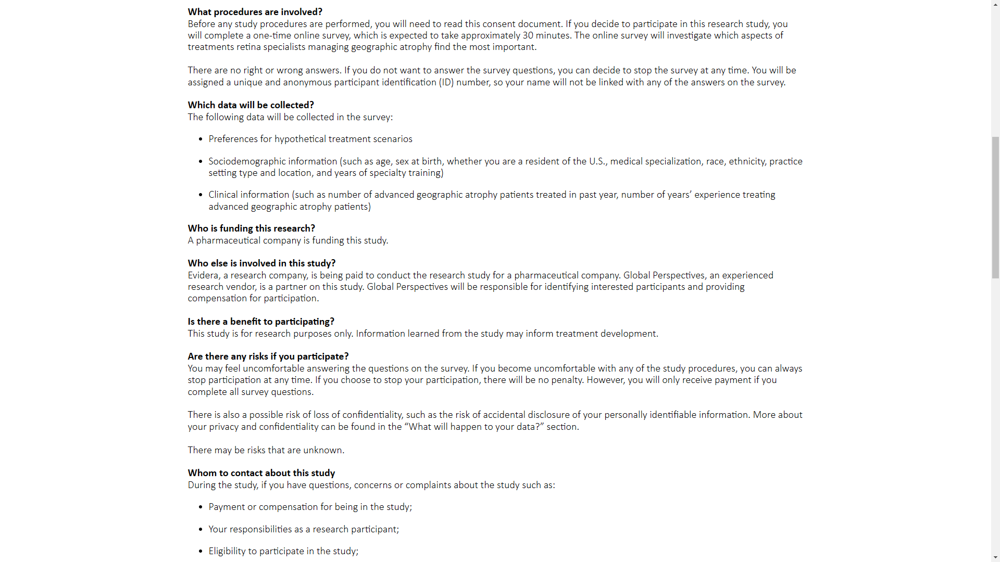 What procedures are involved?
Before any study procedures are performed, you will need to read this consent document. If you decide to participate in this research study, you
will complete a one-time online survey, which is expected to take approximately 30 minutes. The online survey will investigate which aspects of
treatments retina specialists managing geographic atrophy find the most important.
There are no right or wrong answers. If you do not want to answer the survey questions, you can decide to stop the survey at any time. You will be
assigned a unique and anonymous participant identification (ID) number, so your name will not be linked with any of the answers on the survey.
Which data will be collected?
The following data will be collected in the survey:
• Preferences for hypothetical treatment scenarios
• Sociodemographic information (such as age, sex at birth, whether you are a resident of the U.S., medical specialization, race, ethnicity, practice
setting type and location, and years of specialty training)
• Clinical information (such as number of advanced geographic atrophy patients treated in past year, number of years’ experience treating
advanced geographic atrophy patients)
Who is funding this research?
A pharmaceutical company is funding this study.
Who else is involved in this study?
Evidera, a research company, is being paid to conduct the research study for a pharmaceutical company. Global Perspectives, an experienced
research vendor, is a partner on this study. Global Perspectives will be responsible for identifying interested participants and providing
compensation for participation.
Is there a benefit to participating?
This study is for research purposes only. Information learned from the study may inform treatment development.
Are there any risks if you participate?
You may feel uncomfortable answering the questions on the survey. If you become uncomfortable with any of the study procedures, you can always
stop participation at any time. If you choose to stop your participation, there will be no penalty. However, you will only receive payment if you
complete all survey questions.
There is also a possible risk of loss of confidentiality, such as the risk of accidental disclosure of your personally identifiable information. More about
your privacy and confidentiality can be found in the “What will happen to your data?” section.
There may be risks that are unknown.
Whom to contact about this study
During the study, if you have questions, concerns or complaints about the study such as:
• Payment or compensation for being in the study;
• Your responsibilities as a research participant;
• Eligibility to participate in the study;